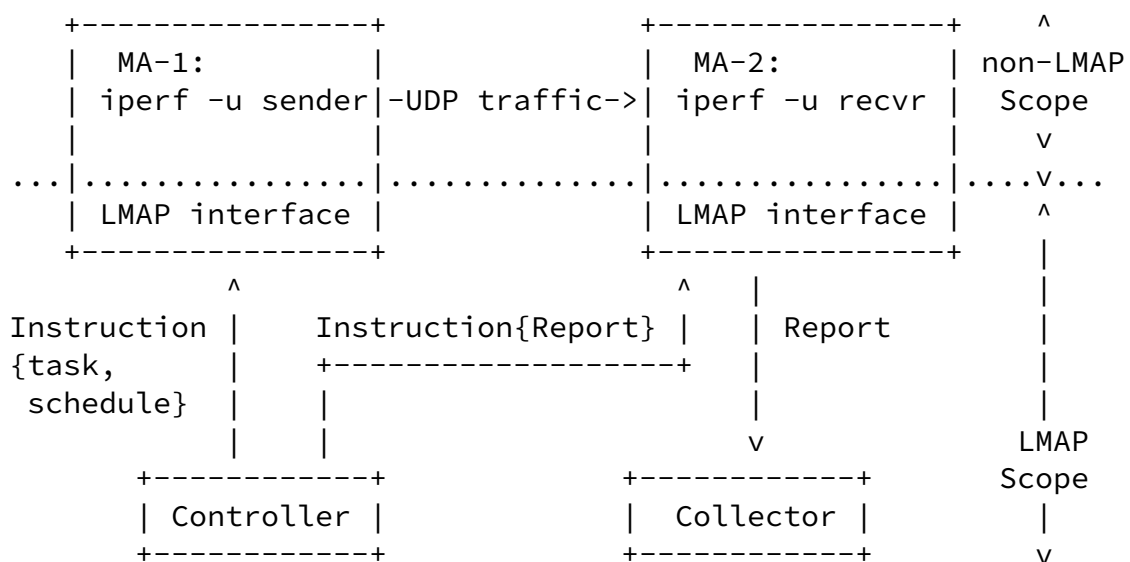 +----------------+                +----------------+     ^
|  MA-1:         |                |  MA-2:         | non-LMAP
| iperf -u sender|-UDP traffic->| iperf -u recvr |  Scope
|                |                |                |     v
...|................|..............|................|....v...
| LMAP interface |                | LMAP interface |     ^
+----------------+                +----------------+     |
^                                   ^   |                |
Instruction |     Instruction{Report} |   | Report         |
{task,      |     +-------------------+   |                |
schedule}  |     |                       |                |
|     |                       v               LMAP
+------------+              +------------+       Scope
| Controller |              |  Collector |         |
+------------+              +------------+         v